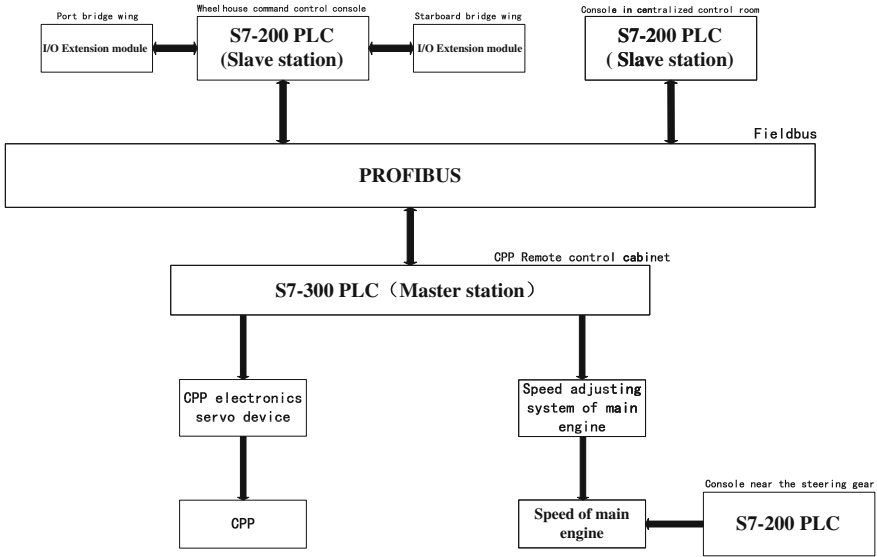 Port bridge wing
Wheelhouse command control console
Starboard bridge wing
Console in centralized control room
I/O Extension module
S7-200 PLC
(Slave station)
I/O Extension module
S7-200 PLC
( Slave station)
Fieldbus
PROFIBUS
CPP Remote control cabinet
S7-300 PLC（Master station）
CPP electronics
servo device
Speed adjusting
system of main
engine
Console near the steering gear
CPP
Speed of main
engine
S7-200 PLC